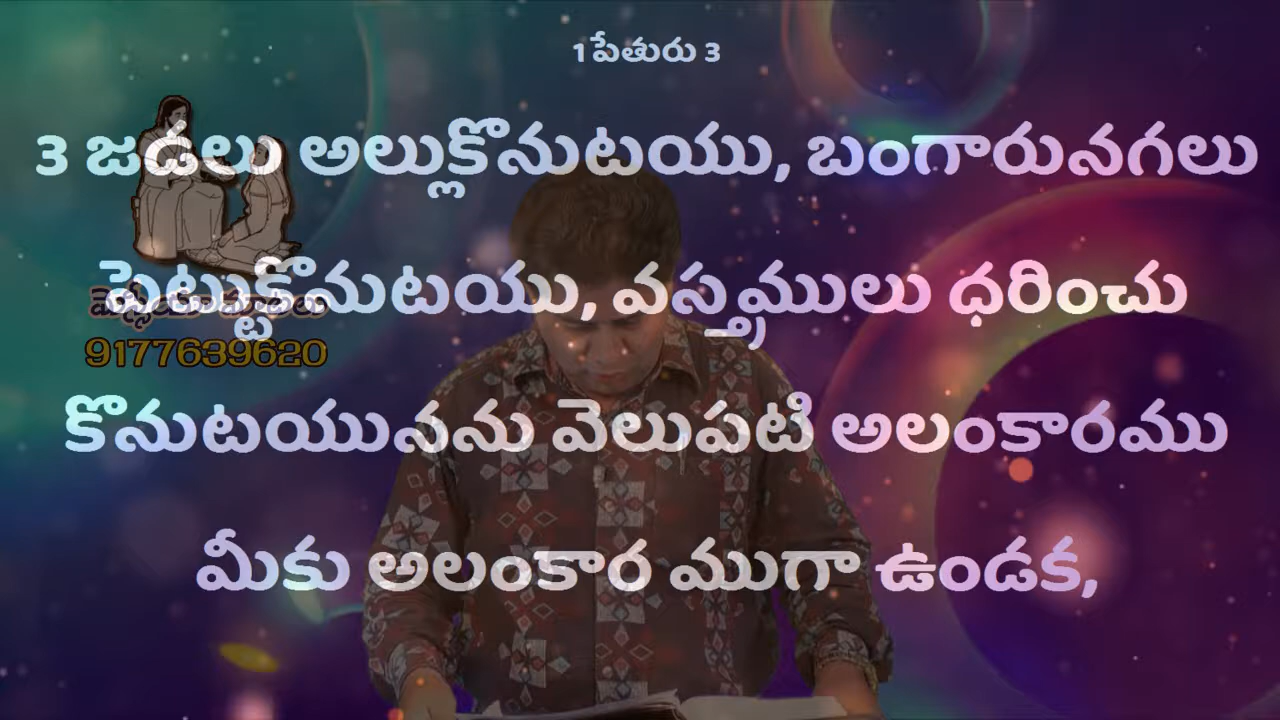 1 పేతురు 3
3 జడలు అల్లుకొనుటయు, బంగారునగలు
పెట్టుకొనుటయు, వస్త్రములు ధరించు
9177639620
కొనుటయునను వెలుపటి అలంకారము
మీకు అలంకార ముగా ఉండక,